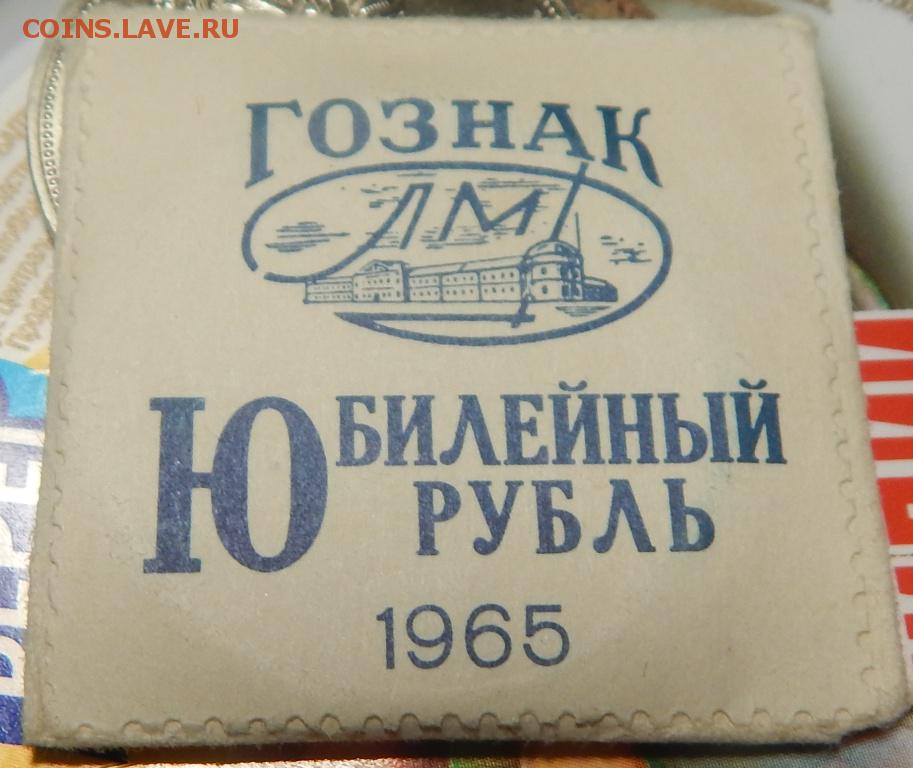 COINS.LAVE.RU
ГОЗНАК
ЛМ
ЮБИЛЕЙНЫЙ
РУБЛЬ
1965